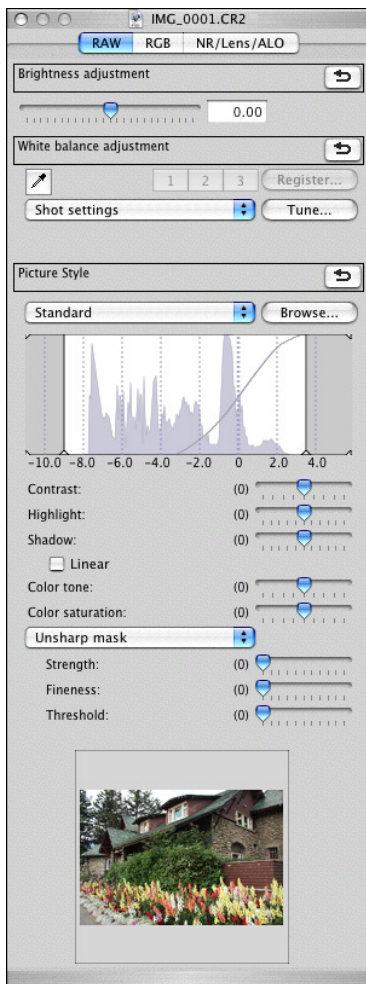 IMG_0001.CR2
RAW RGB NR/Lens/ALO
Brightness adjustment
0.00
White balance adjustment
1 2 3 Register...
Shot settings Tune...
Picture Style
Standard Browse...
-10.0 -8.0 -6.0 -4.0 -2.0 0 2.0 4.0
Contrast: (0)
Highlight: (0)
Shadow: (0)
Linear
Color tone: (0)
Color saturation: (0)
Unsharp mask
Strength: (0)
Fineness: (0)
Threshold: (0)